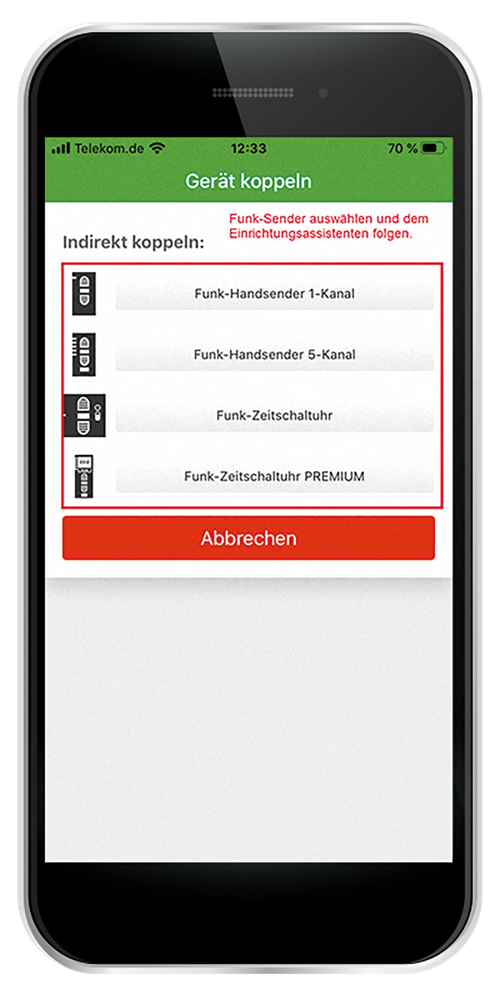 Telekom.de 12:33 70 %
Gerät koppeln
Funk-Sender auswählen und dem
Einrichtungsassistenten folgen.
Indirekt koppeln:
Funk-Handsender 1-Kanal
Funk-Handsender 5-Kanal
Funk-Zeitschaltuhr
Funk-Zeitschaltuhr PREMIUM
Abbrechen